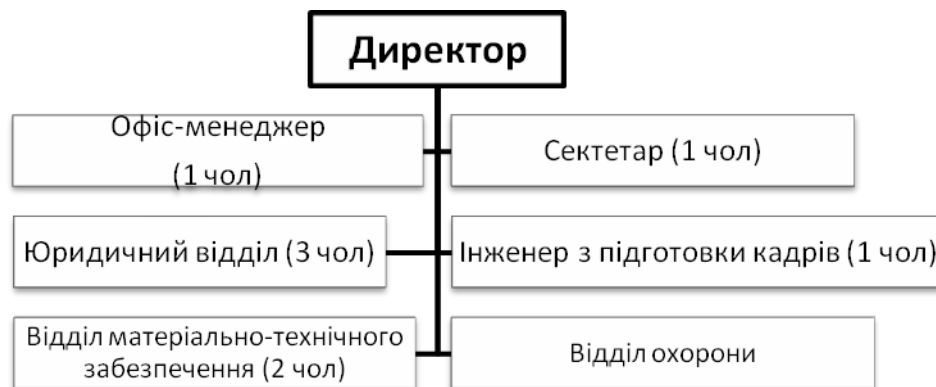 Директор
Офіс-менеджер
(1 чол)
Сектетар (1 чол)
Юридичний відділ (3 чол)
Інженер з підготовки кадрів (1 чол)
Відділ матеріально-технічного
забезпечення (2 чол)
Відділ охорони